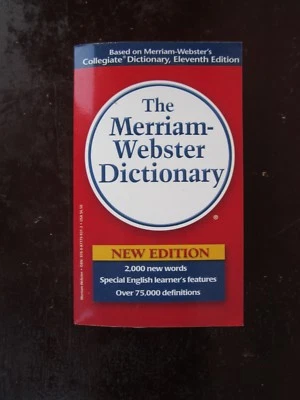 Based on Merriam-Webster's
Collegiate® Dictionary, Eleventh Edition
The
Merriam-
Webster
Dictionary
®
NEW EDITION
2,000 new words
Special English learner's features
Over 75,000 definitions